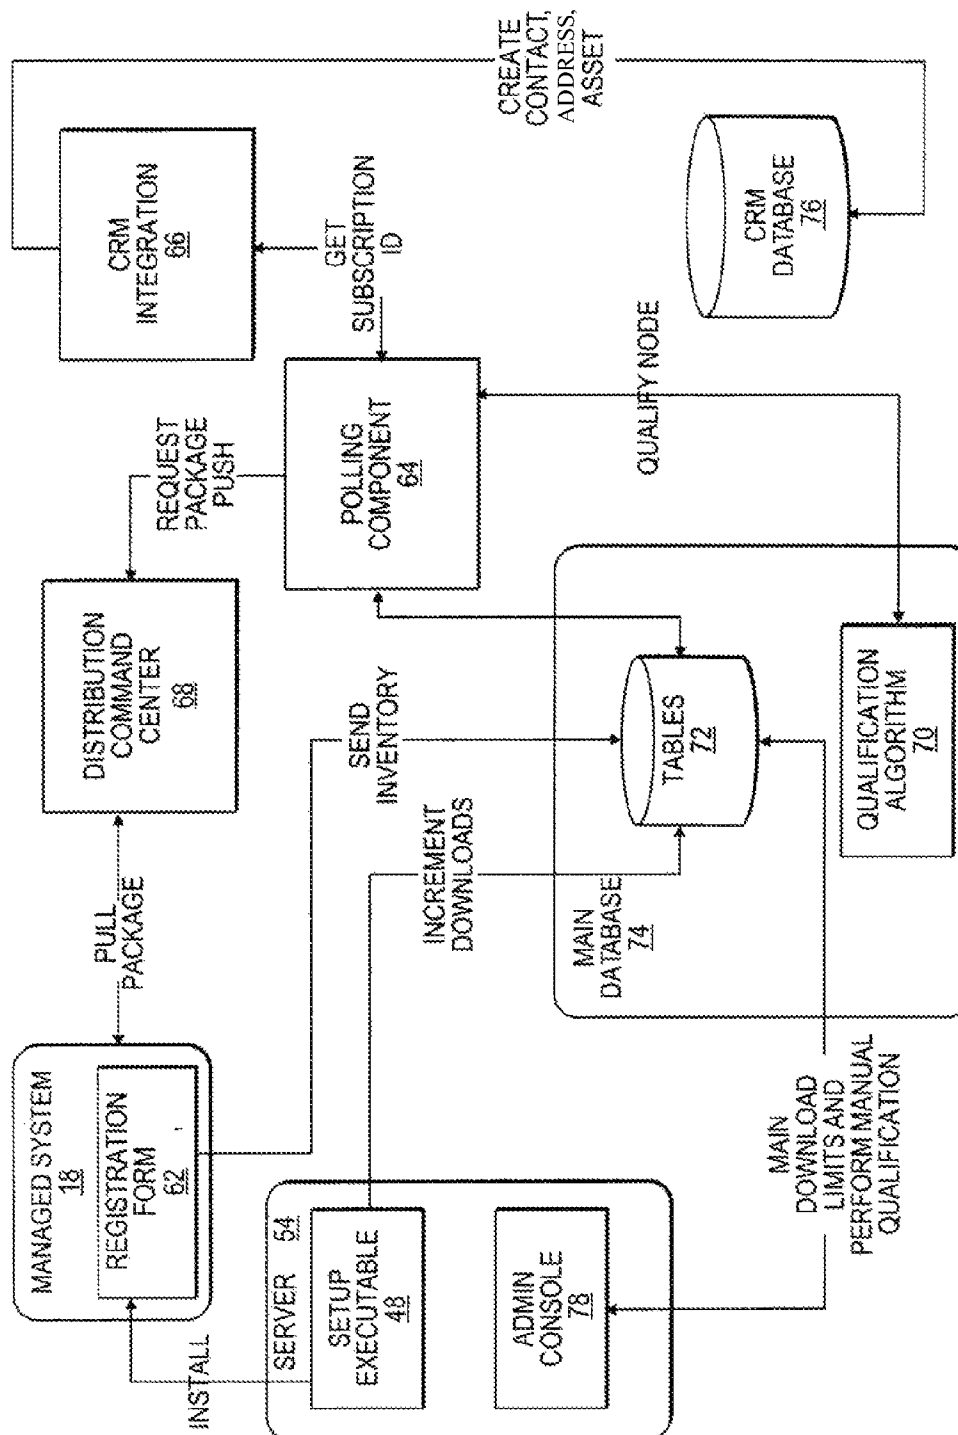 MANAGED SYSTEM
18
REGISTRATION
FORM
62
PULL
PACKAGE
DISTRIBUTION
COMMAND
CENTER
68
REQUEST
PACKAGE
PUSH
CRM
INTEGRATION
66
INSTALL
SERVER 54
SETUP
EXECUTABLE
48
ADMIN
CONSOLE
78
SEND
INVENTORY
INCREMENT
DOWNLOADS
POLLING
COMPONENT
64
GET
SUBSCRIPTION
ID
CREATE
CONTACT,
ADDRESS,
ASSET
MAIN
DATABASE
74
TABLES
72
QUALIFICATION
ALGORITHM
70
QUALIFY NODE
CRM
DATABASE
76
MAIN
DOWNLOAD
LIMITS AND
PERFORM MANUAL
QUALIFICATION